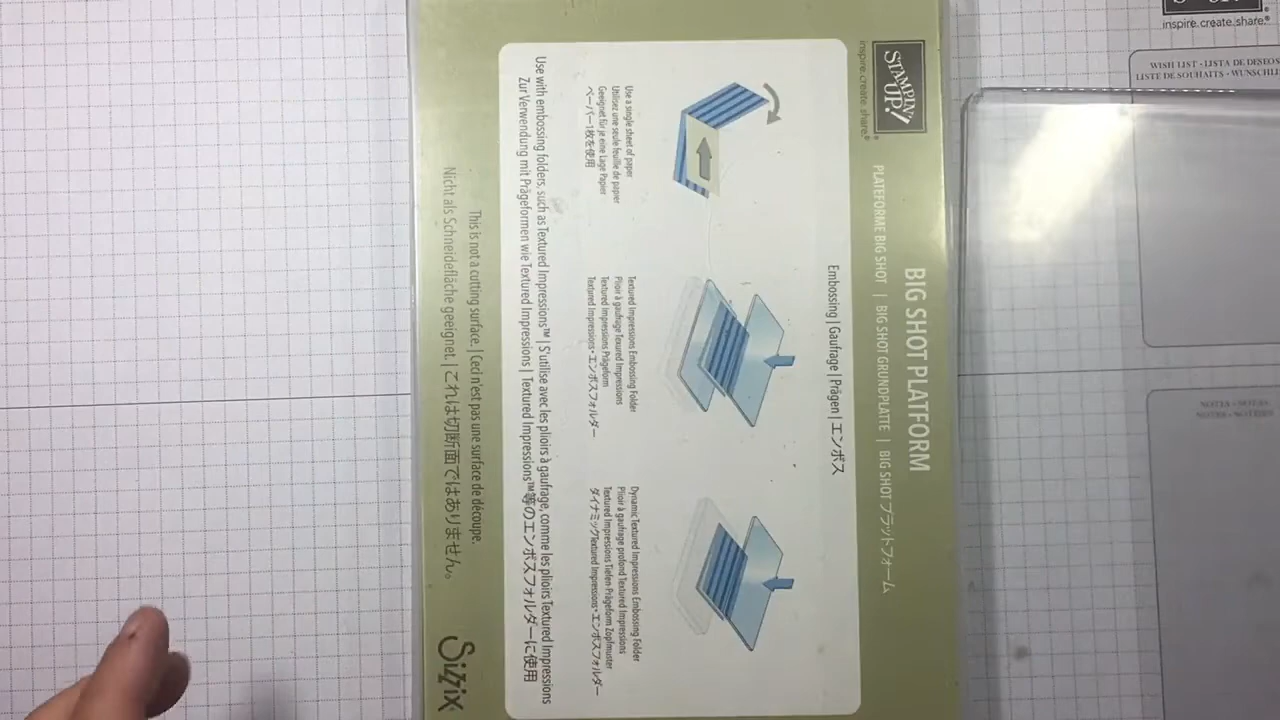 STAMPIN'
UP!
inspire.create.share.®
BIG SHOT PLATFORM
PLATEFORME BIG SHOT | BIG SHOT GRUNDPLATTE | BIG SHOT プラットフォーム
Embossing | Gaufrage | Prägen | エンボス
Use a single sheet of paper
Utilisez une seule feuille de papier
Geeignet für je eine Lage Papier
ペーパー1枚を使用
Textured Impressions Embossing Folder
Plioir à gaufrage Textured Impressions
Textured Impressions Prägeform
Textured Impressions・エンボスフォルダー
Dynamic Textured Impressions Embossing Folder
Plioir à gaufrage profond Textured Impressions
Textured Impressions Tiefen-Prägeform Zopfmuster
ダイナミックTextured Impressions・エンボスフォルダー
Use with embossing folders, such as Textured Impressions™ | S'utilise avec les plioirs à gaufrage, comme les plioirs Textured Impressions
Zur Verwendung mit Prägeformen wie Textured Impressions | Textured Impressions™等のエンボスフォルダーに使用
This is not a cutting surface. | Ceci n'est pas une surface de découpe.
Nicht als Schneidefläche geeignet. | これは切断面ではありません。
Sizzix
inspire.create.share.®
WISH LIST • LISTA DE DESEOS
LISTE DE SOUHAITS • WUNSCHLI
NOTES • NOTAS
NOTES • NOTIZEN